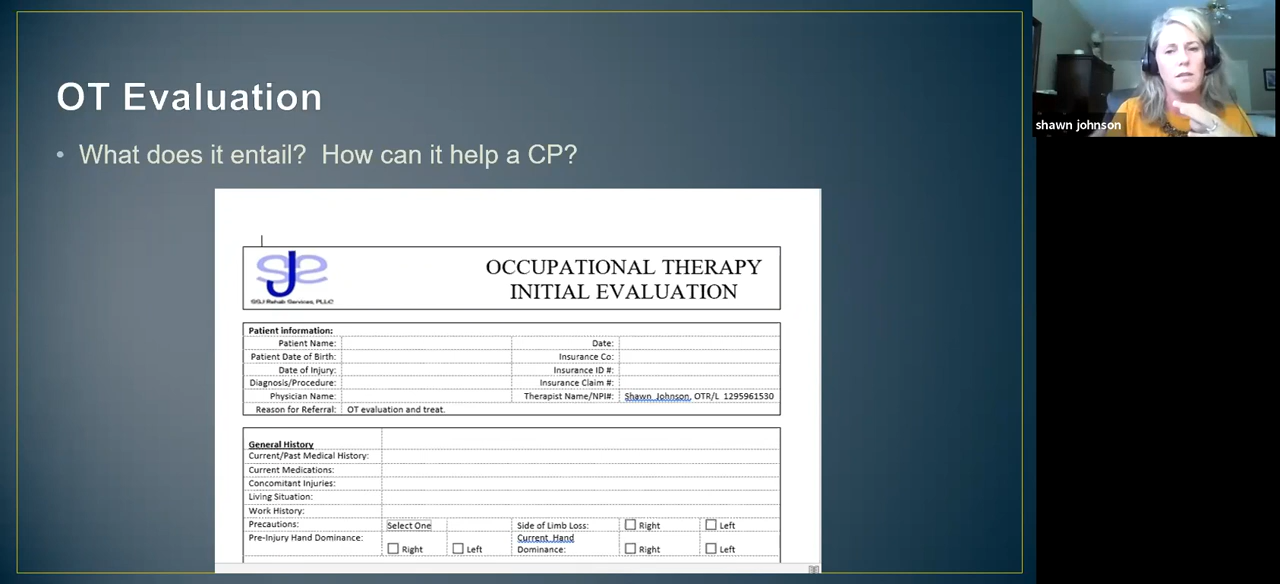 OT Evaluation
• What does it entail? How can it help a CP?
SSJ Rehab Services, PLLC
OCCUPATIONAL THERAPY
INITIAL EVALUATION
Patient information:
Patient Name: Date:
Patient Date of Birth: Insurance Co:
Date of Injury: Insurance ID #:
Diagnosis/Procedure: Insurance Claim #:
Physician Name: Therapist Name/NPI#: Shawn Johnson, OTR/L 1295961530
Reason for Referral: OT evaluation and treat.
General History
Current/Past Medical History:
Current Medications:
Concomitant Injuries:
Living Situation:
Work History:
Precautions: Select One Side of Limb Loss: Right Left
Pre-Injury Hand Dominance: Right Left Current Hand
Dominance: Right Left
shawn johnson